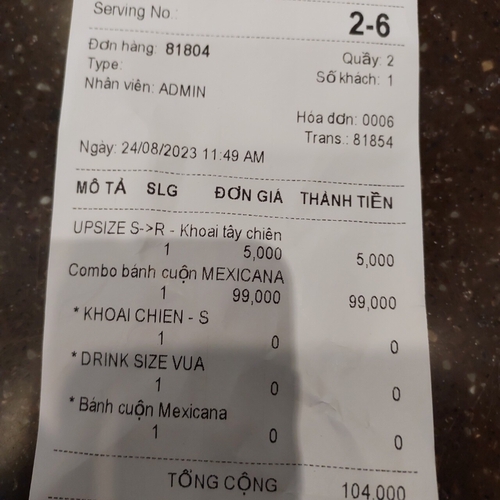 Serving No.: 2-6
Đơn hàng: 81804 Quầy: 2
Type: Số khách: 1
Nhân viên: ADMIN
Hóa đơn: 0006
Trans.: 81854
Ngày: 24/08/2023 11:49 AM
MÔ TẢ SLG ĐƠN GIÁ THÀNH TIỀN
UPSIZE S->R - Khoai tây chiên
1 5,000 5,000
Combo bánh cuộn MEXICANA
1 99,000 99,000
* KHOAI CHIEN - S
1 0 0
* DRINK SIZE VUA
1 0 0
* Bánh cuộn Mexicana
1 0 0
TỔNG CỘNG 104,000